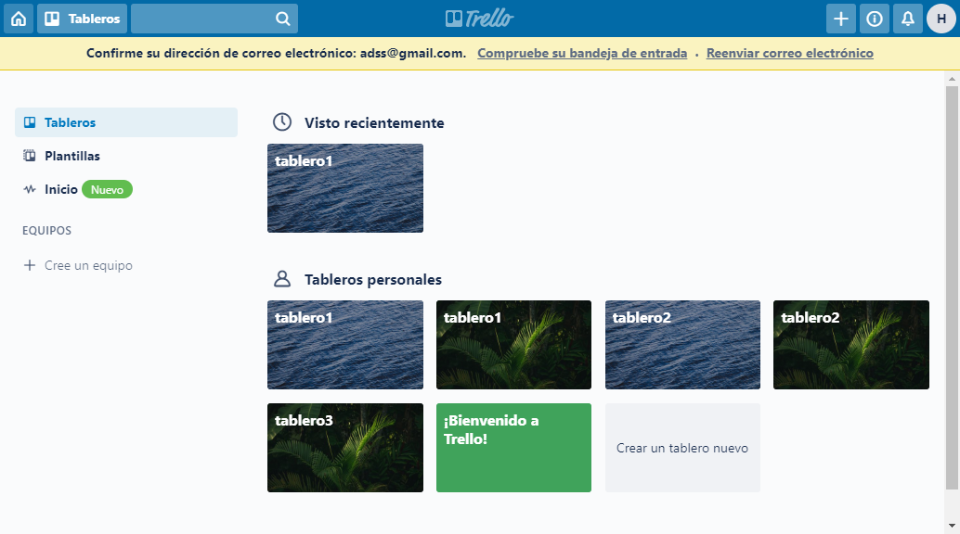 Tableros
Trello
H
Confirme su dirección de correo electrónico: adss@gmail.com. Compruebe su bandeja de entrada · Reenviar correo electrónico
Tableros
Plantillas
Inicio Nuevo
EQUIPOS
+ Cree un equipo
Visto recientemente
tablero1
Tableros personales
tablero1
tablero1
tablero2
tablero2
tablero3
¡Bienvenido a
Trello!
Crear un tablero nuevo